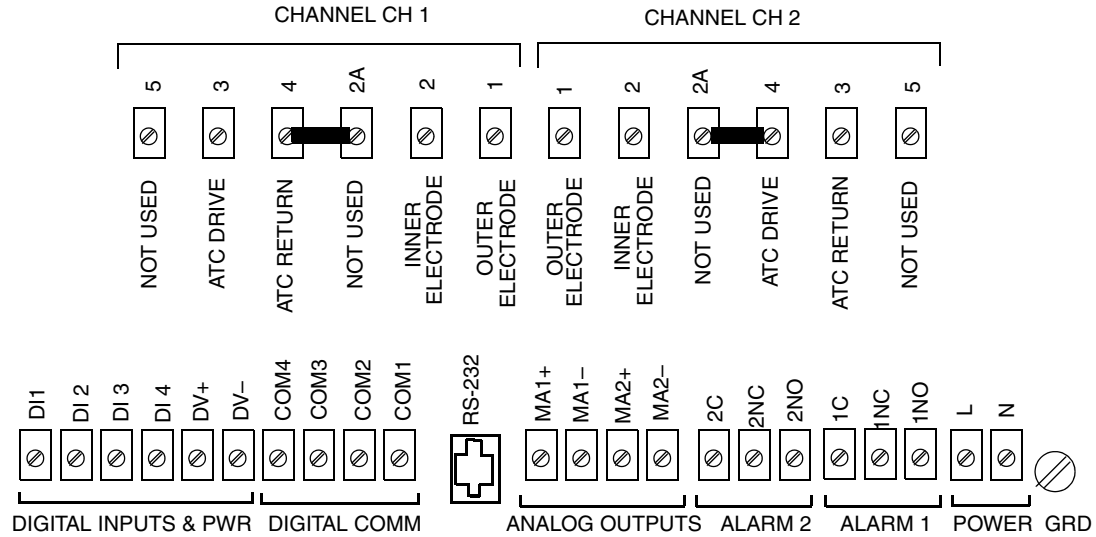 CHANNEL CH 1
CHANNEL CH 2
5
3
4
2A
2
1
1
2
2A
4
3
5
NOT USED
ATC DRIVE
ATC RETURN
NOT USED
INNER
ELECTRODE
OUTER
ELECTRODE
OUTER
ELECTRODE
INNER
ELECTRODE
NOT USED
ATC DRIVE
ATC RETURN
NOT USED
DI1
DI 2
DI 3
DI 4
DV+
DV–
COM4
COM3
COM2
COM1
RS-232
MA1+
MA1–
MA2+
MA2–
2C
2NC
2NO
1C
1NC
1NO
L
N
DIGITAL INPUTS & PWR
DIGITAL COMM
ANALOG OUTPUTS
ALARM 2
ALARM 1
POWER
GRD